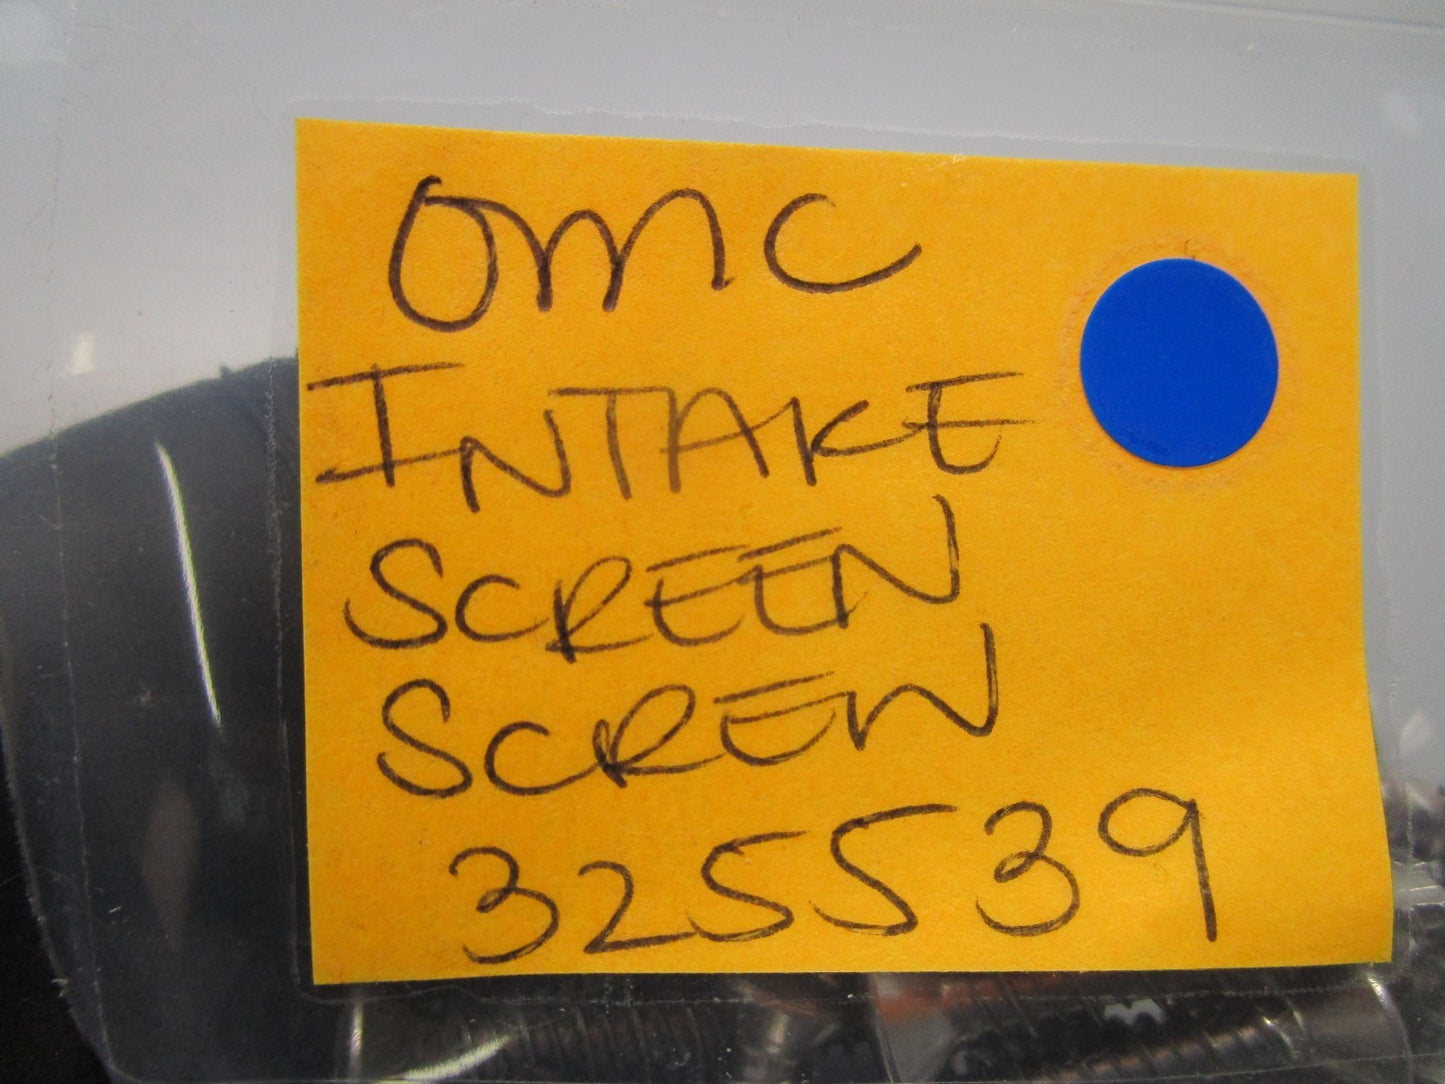 OMC
INTAKE
SCREEN
SCREW
325539